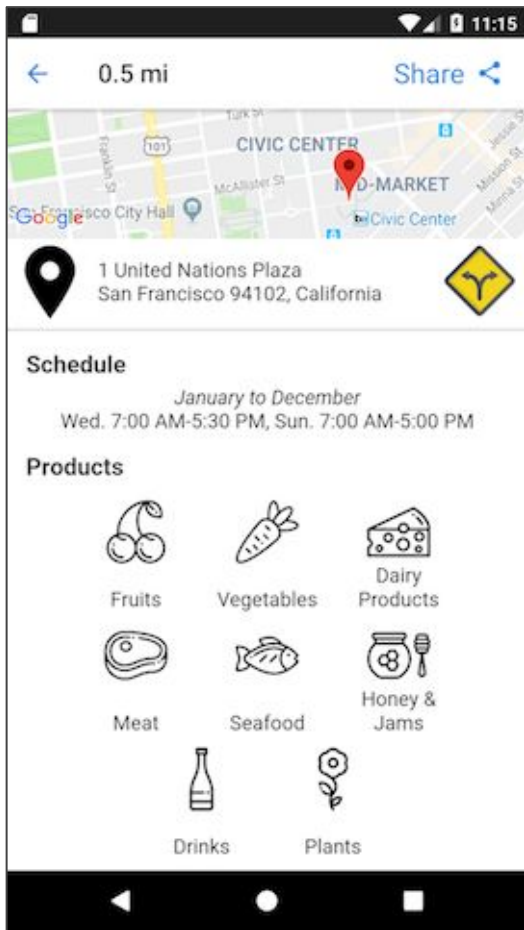 11:15
0.5 mi
Share
Turk St
101
CIVIC CENTER
Franklin St
McAllister St
Jessie St
Mission St
Minna St
MID-MARKET
San Francisco City Hall
Google
Civic Center
1 United Nations Plaza
San Francisco 94102, California
Schedule
January to December
Wed. 7:00 AM-5:30 PM, Sun. 7:00 AM-5:00 PM
Products
Fruits
Vegetables
Dairy
Products
Meat
Seafood
Honey &
Jams
Drinks
Plants